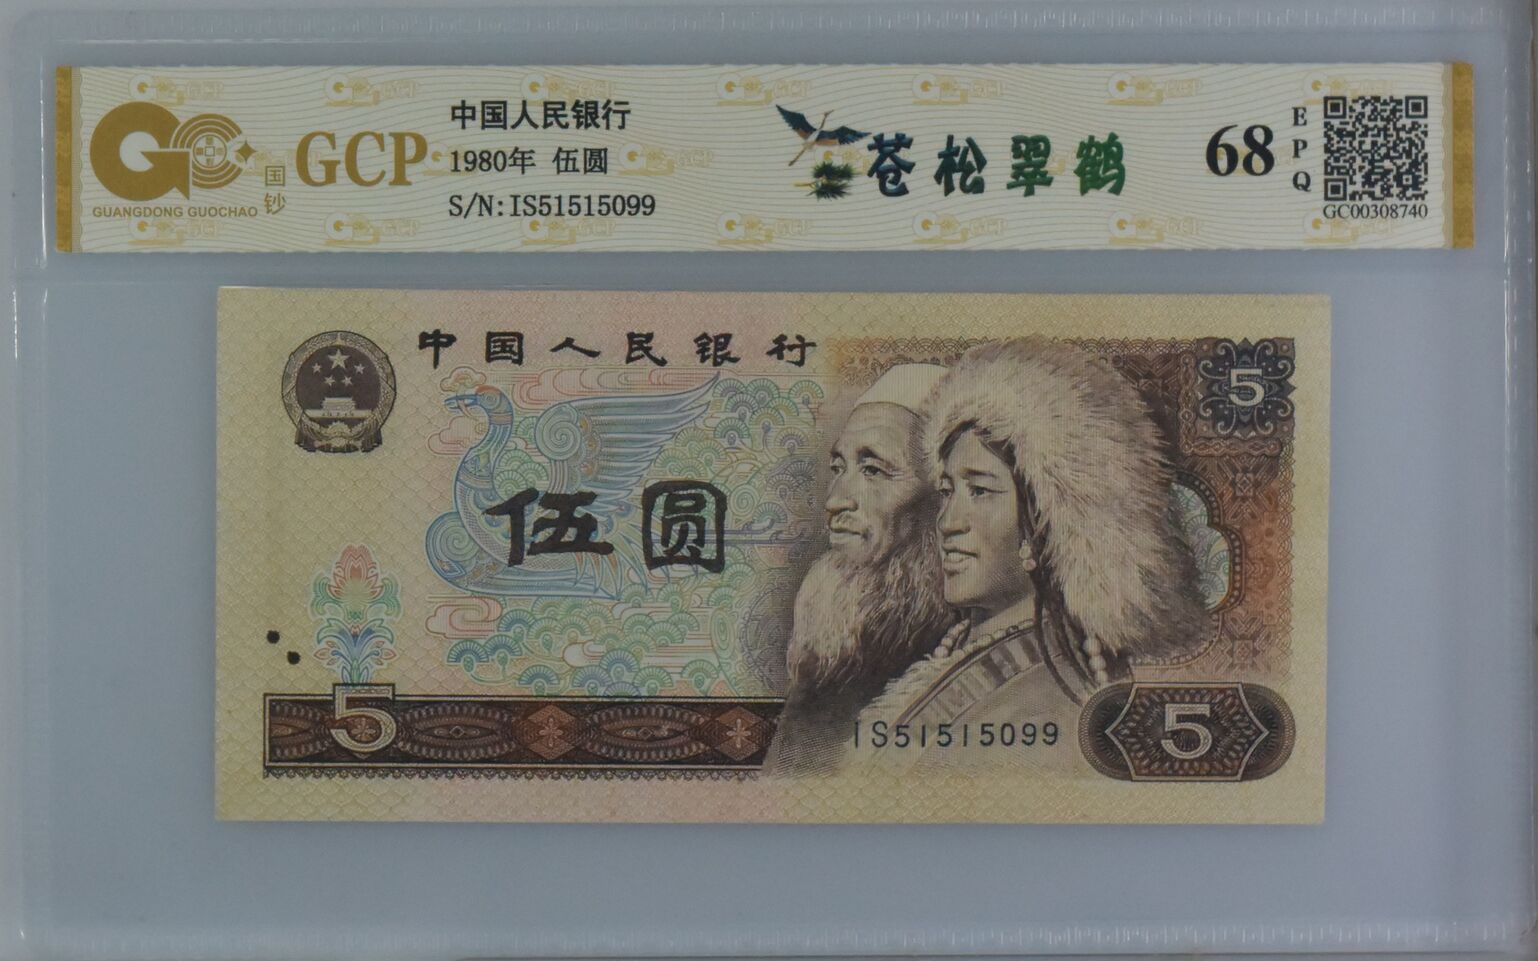 GCP
国钞
GUANGDONG GUOCHAO
中国人民银行
1980年 伍圆
S/N:IS51515099
苍松翠鹤
68
EPQ
GC00308740
中国人民银行
5
伍圆
5
IS51515099
5